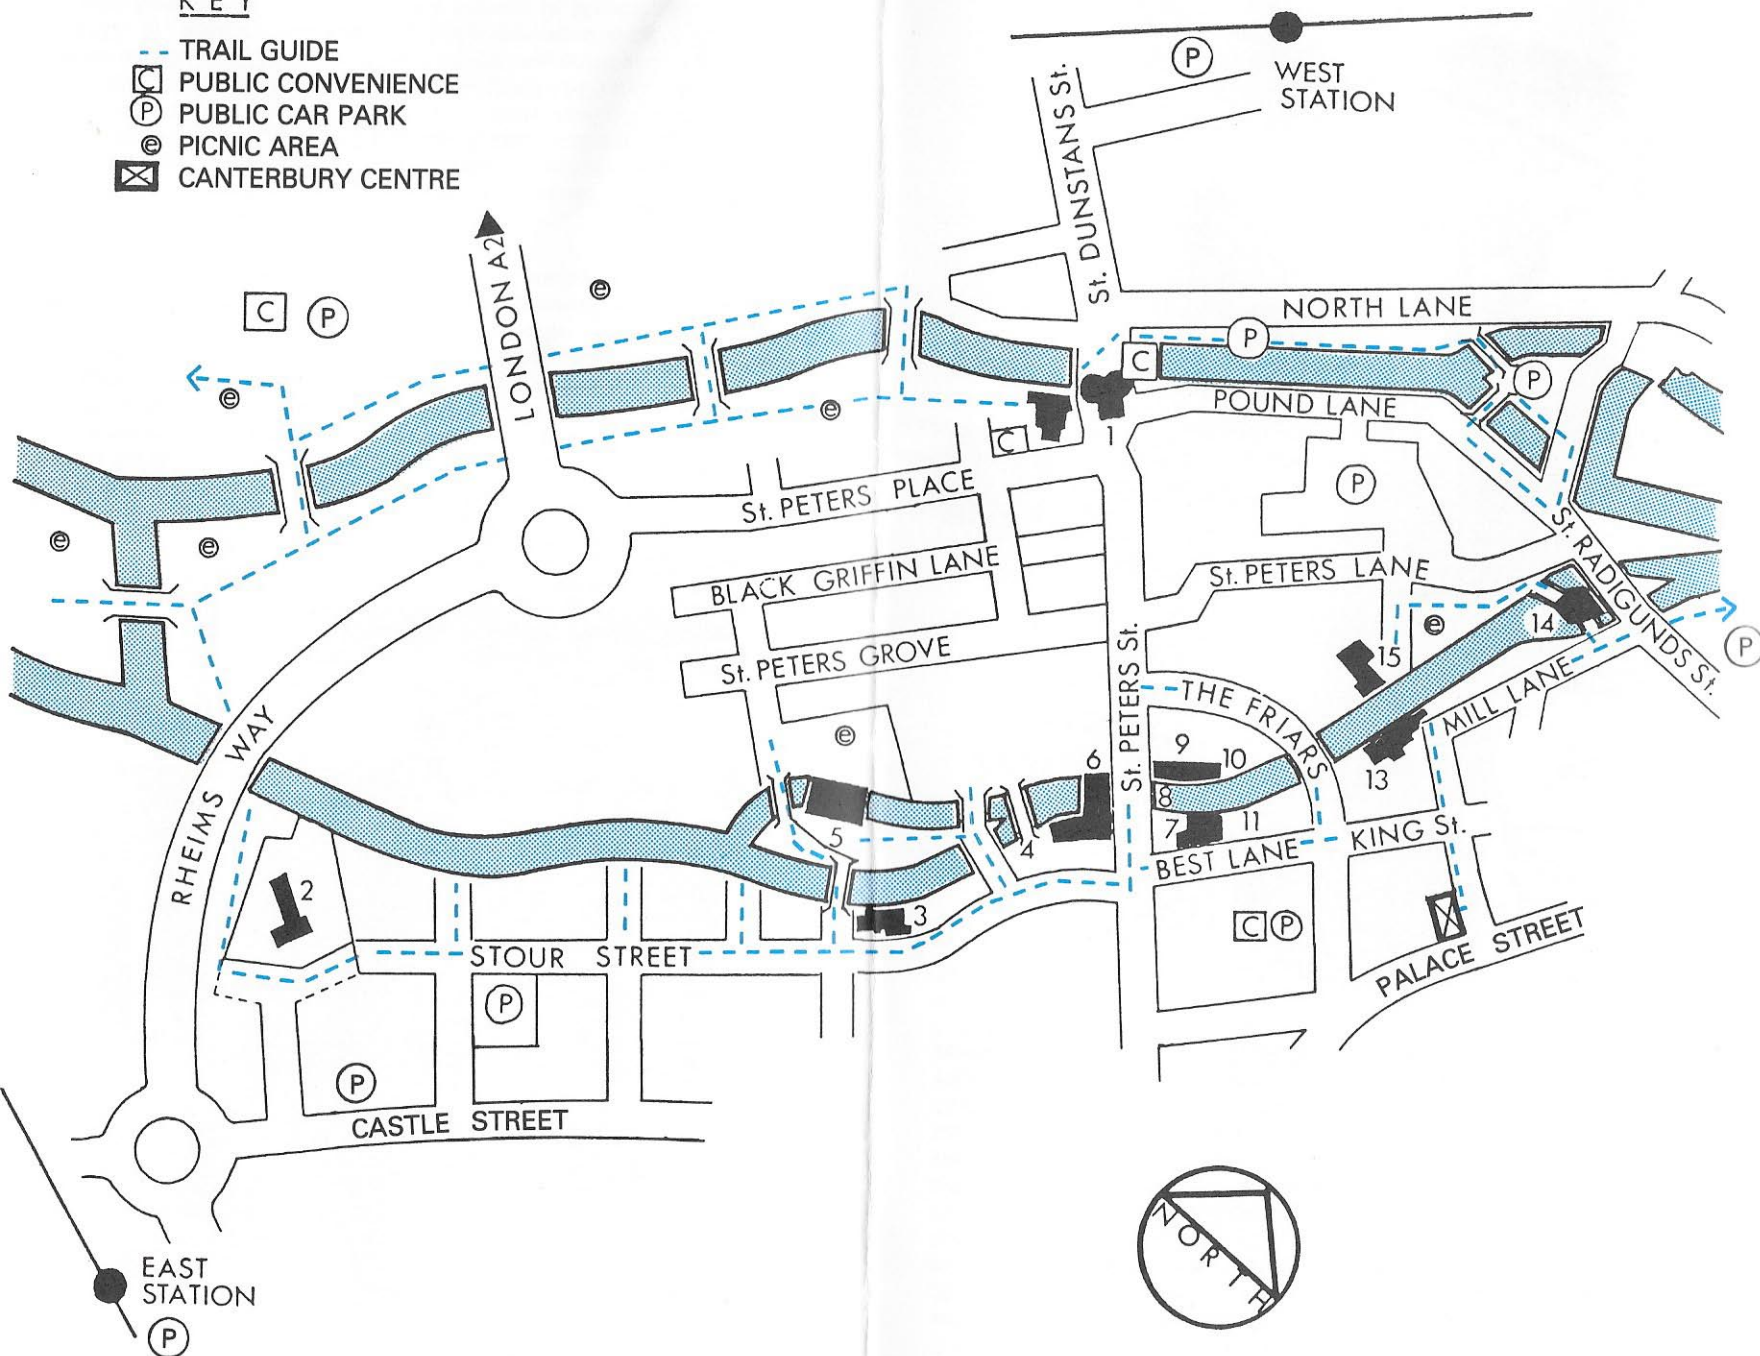 KEY
TRAIL GUIDE
C PUBLIC CONVENIENCE
P PUBLIC CAR PARK
e PICNIC AREA
CANTERBURY CENTRE
P
WEST
STATION
St. DUNSTANS St.
LONDON A2
e
C P
NORTH LANE
P
C
P
e
e
POUND LANE
1
C
P
St. PETERS PLACE
e
e
BLACK GRIFFIN LANE
St. PETERS LANE
St. RADIGUNDS St.
14
e
P
St. PETERS GROVE
15
St. PETERS St.
THE FRIARS
MILL LANE
RHEIMS WAY
e
6
9
10
13
8
5
4
7
11
KING St.
BEST LANE
2
3
C P
STOUR STREET
PALACE STREET
P
P
CASTLE STREET
NORTH
EAST
STATION
P